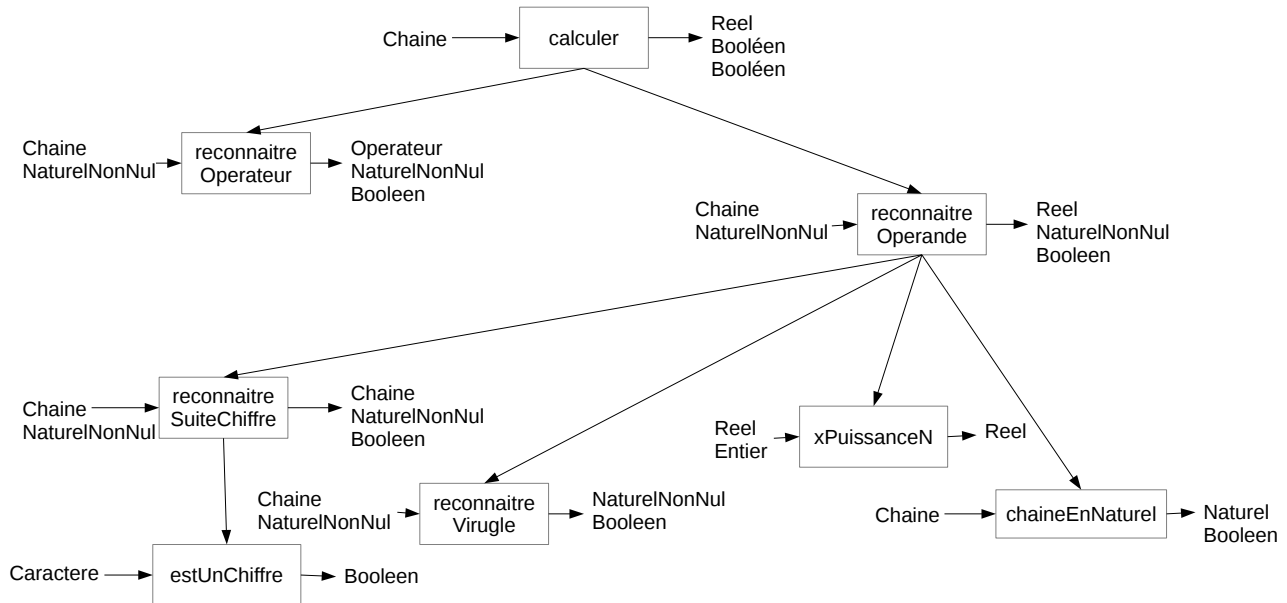 Chaine
calculer
Reel
Booléen
Booléen
Chaine
NaturelNonNul
reconnaitre
Operateur
Operateur
NaturelNonNul
Booleen
Chaine
NaturelNonNul
reconnaitre
Operande
Reel
NaturelNonNul
Booleen
Chaine
NaturelNonNul
reconnaitre
SuiteChiffre
Chaine
NaturelNonNul
Booleen
Reel
Entier
xPuissanceN
Reel
Chaine
NaturelNonNul
reconnaitre
Virugle
NaturelNonNul
Booleen
Chaine
chaineEnNaturel
Naturel
Booleen
Caractere
estUnChiffre
Booleen